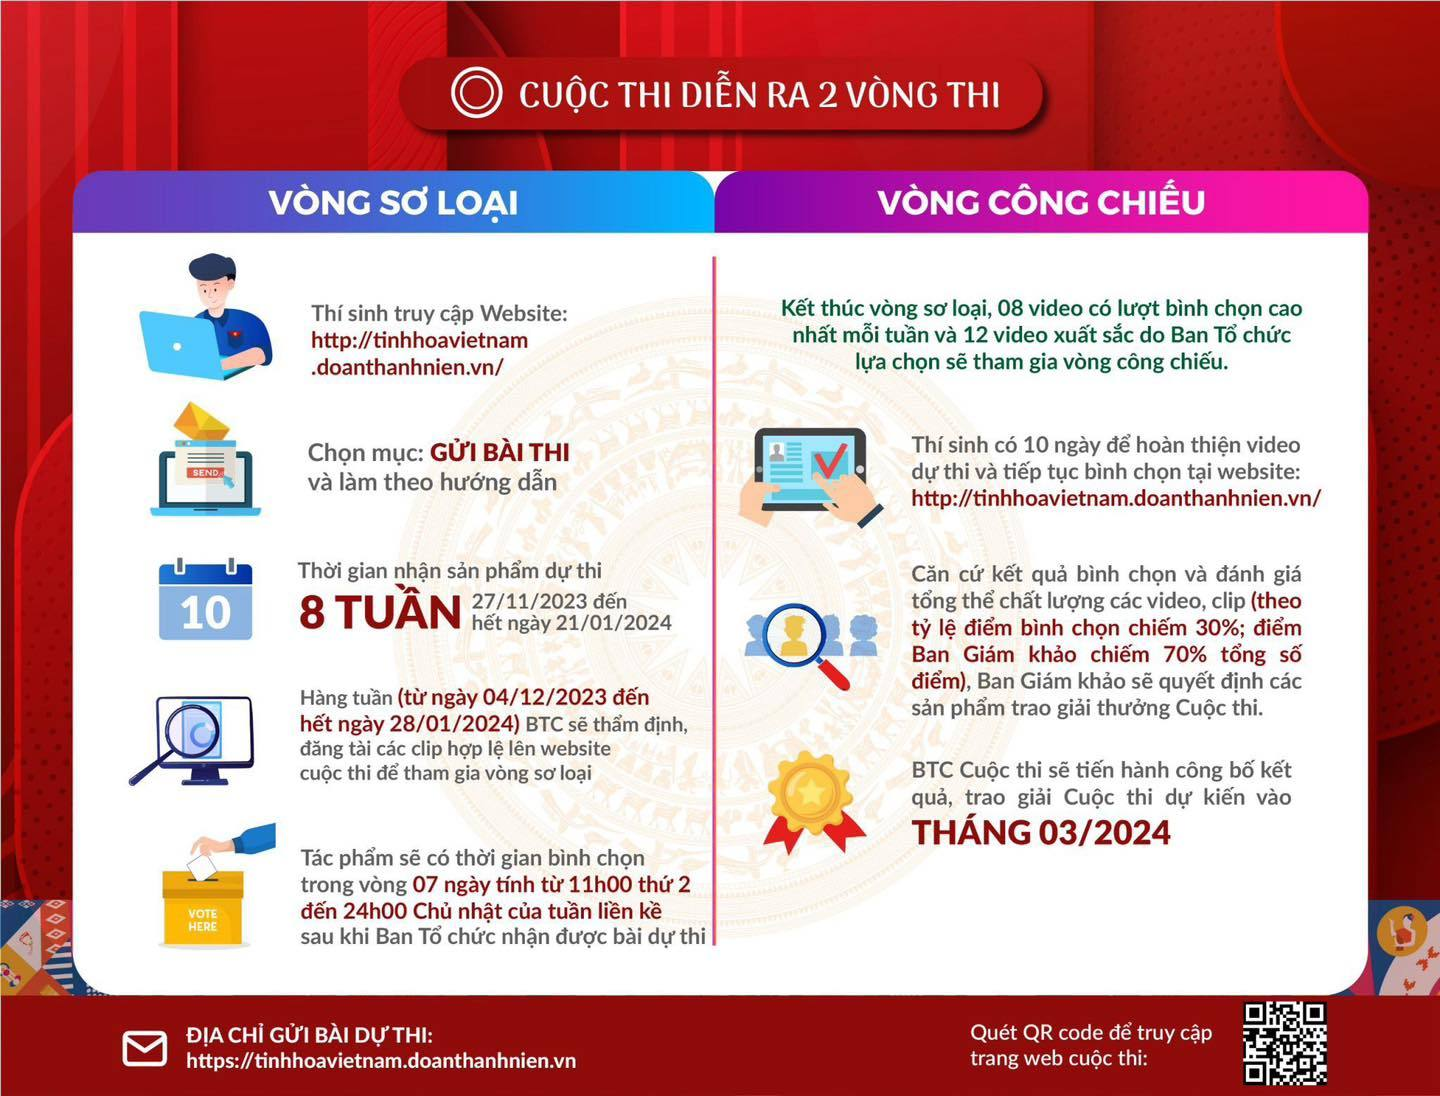 CUỘC THI DIỄN RA 2 VÒNG THI
VÒNG SƠ LOẠI
Thí sinh truy cập Website:
http://tinhhoavietnam
.doanthanhnien.vn/
SEND
Chọn mục: GỬI BÀI THI
và làm theo hướng dẫn
10
Thời gian nhận sản phẩm dự thi
8 TUẦN 27/11/2023 đến
hết ngày 21/01/2024
Hàng tuần (từ ngày 04/12/2023 đến
hết ngày 28/01/2024) BTC sẽ thẩm định,
đăng tài các clip hợp lệ lên website
cuộc thi để tham gia vòng sơ loại
VOTE
HERE
Tác phẩm sẽ có thời gian bình chọn
trong vòng 07 ngày tính từ 11h00 thứ 2
đến 24h00 Chủ nhật của tuần liền kề
sau khi Ban Tổ chức nhận được bài dự thi
VÒNG CÔNG CHIẾU
Kết thúc vòng sơ loại, 08 video có lượt bình chọn cao
nhất mỗi tuần và 12 video xuất sắc do Ban Tổ chức
lựa chọn sẽ tham gia vòng công chiếu.
Thí sinh có 10 ngày để hoàn thiện video
dự thi và tiếp tục bình chọn tại website:
http://tinhhoavietnam.doanthanhnien.vn/
Căn cứ kết quả bình chọn và đánh giá
tổng thể chất lượng các video, clip (theo
tỷ lệ điểm bình chọn chiếm 30%; điểm
Ban Giám khảo chiếm 70% tổng số
điểm), Ban Giám khảo sẽ quyết định các
sản phẩm trao giải thưởng Cuộc thi.
BTC Cuộc thi sẽ tiến hành công bố kết
quả, trao giải Cuộc thi dự kiến vào
THÁNG 03/2024
ĐỊA CHỈ GỬI BÀI DỰ THI:
https://tinhhoavietnam.doanthanhnien.vn
Quét QR code để truy cập
trang web cuộc thi: